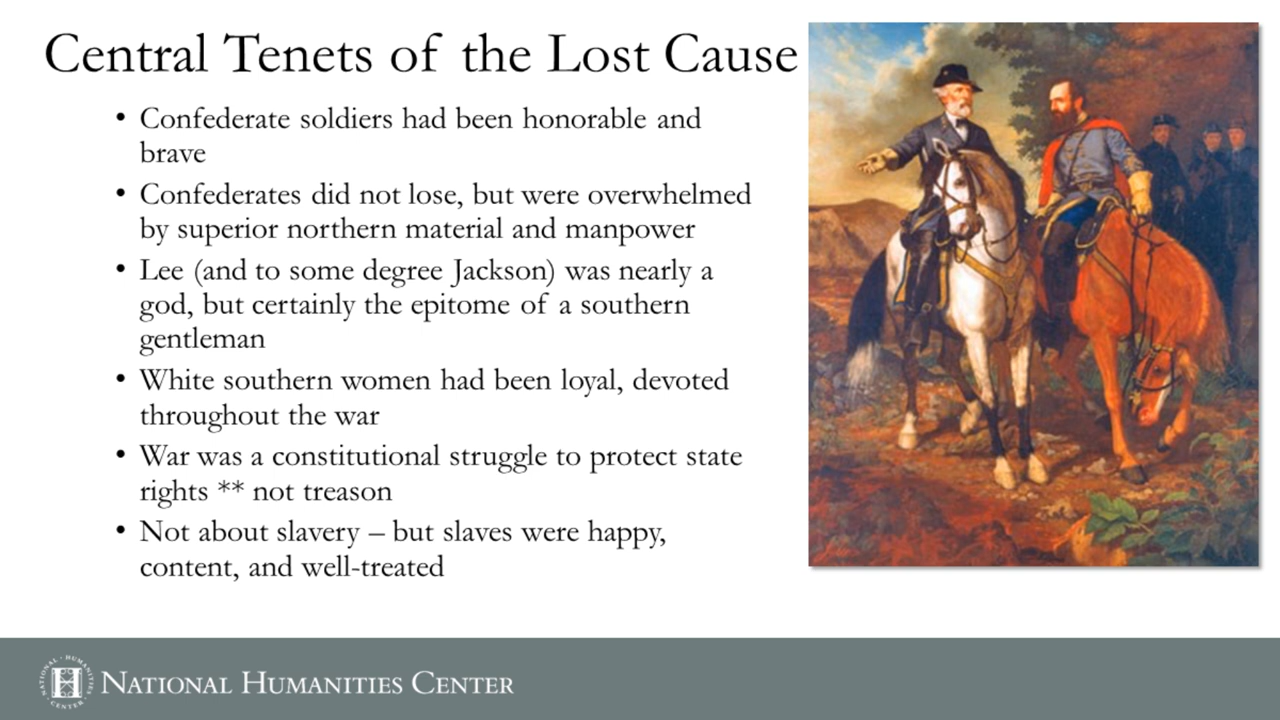 Central Tenets of the Lost Cause
• Confederate soldiers had been honorable and
brave
• Confederates did not lose, but were overwhelmed
by superior northern material and manpower
• Lee (and to some degree Jackson) was nearly a
god, but certainly the epitome of a southern
gentleman
• White southern women had been loyal, devoted
throughout the war
• War was a constitutional struggle to protect state
rights ** not treason
• Not about slavery – but slaves were happy,
content, and well-treated
NATIONAL · HUMANITIES · CENTER ·
H
NATIONAL HUMANITIES CENTER